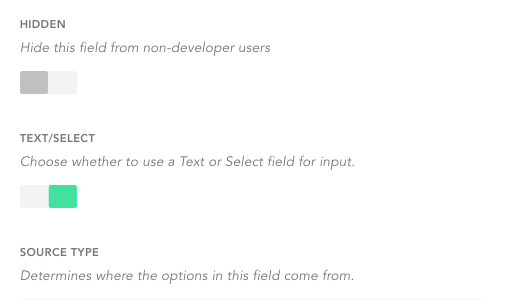 HIDDEN
Hide this field from non-developer users
TEXT/SELECT
Choose whether to use a Text or Select field for input.
SOURCE TYPE
Determines where the options in this field come from.